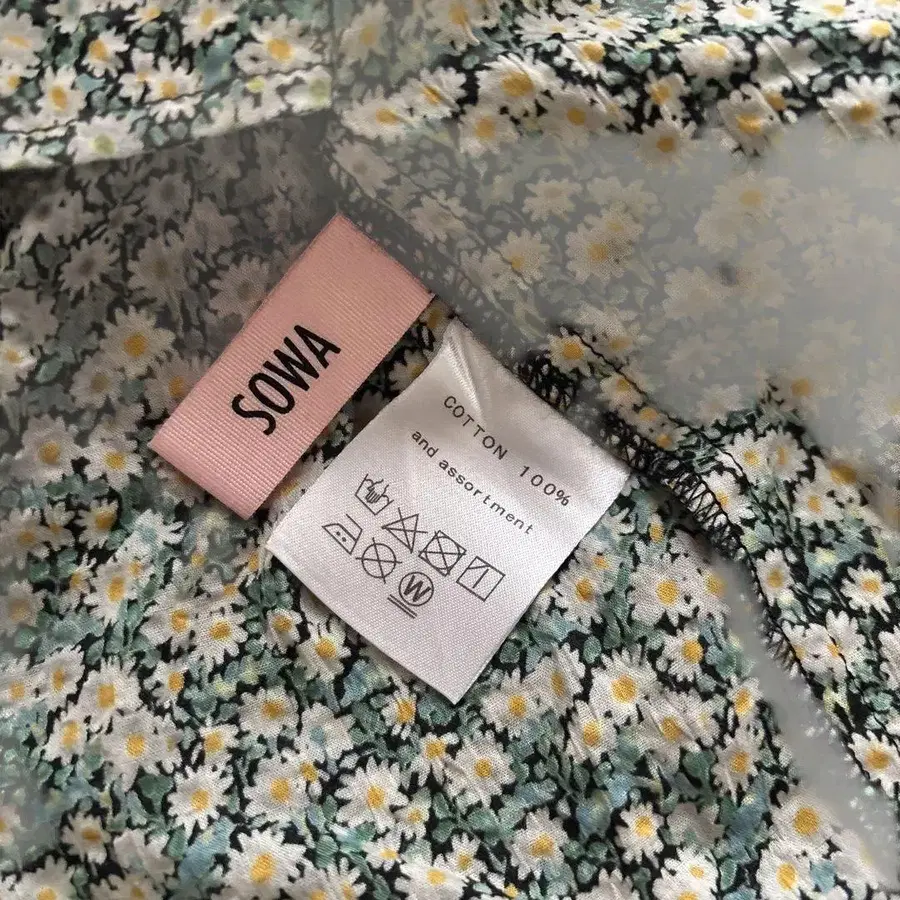 SOWA
COTTON 100%
and assortment
W